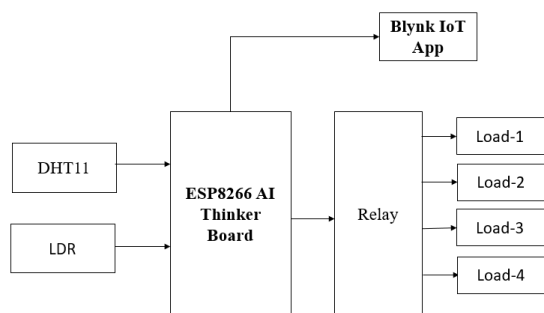 Blynk IoT
App
DHT11
LDR
ESP8266 AI
Thinker
Board
Relay
Load-1
Load-2
Load-3
Load-4